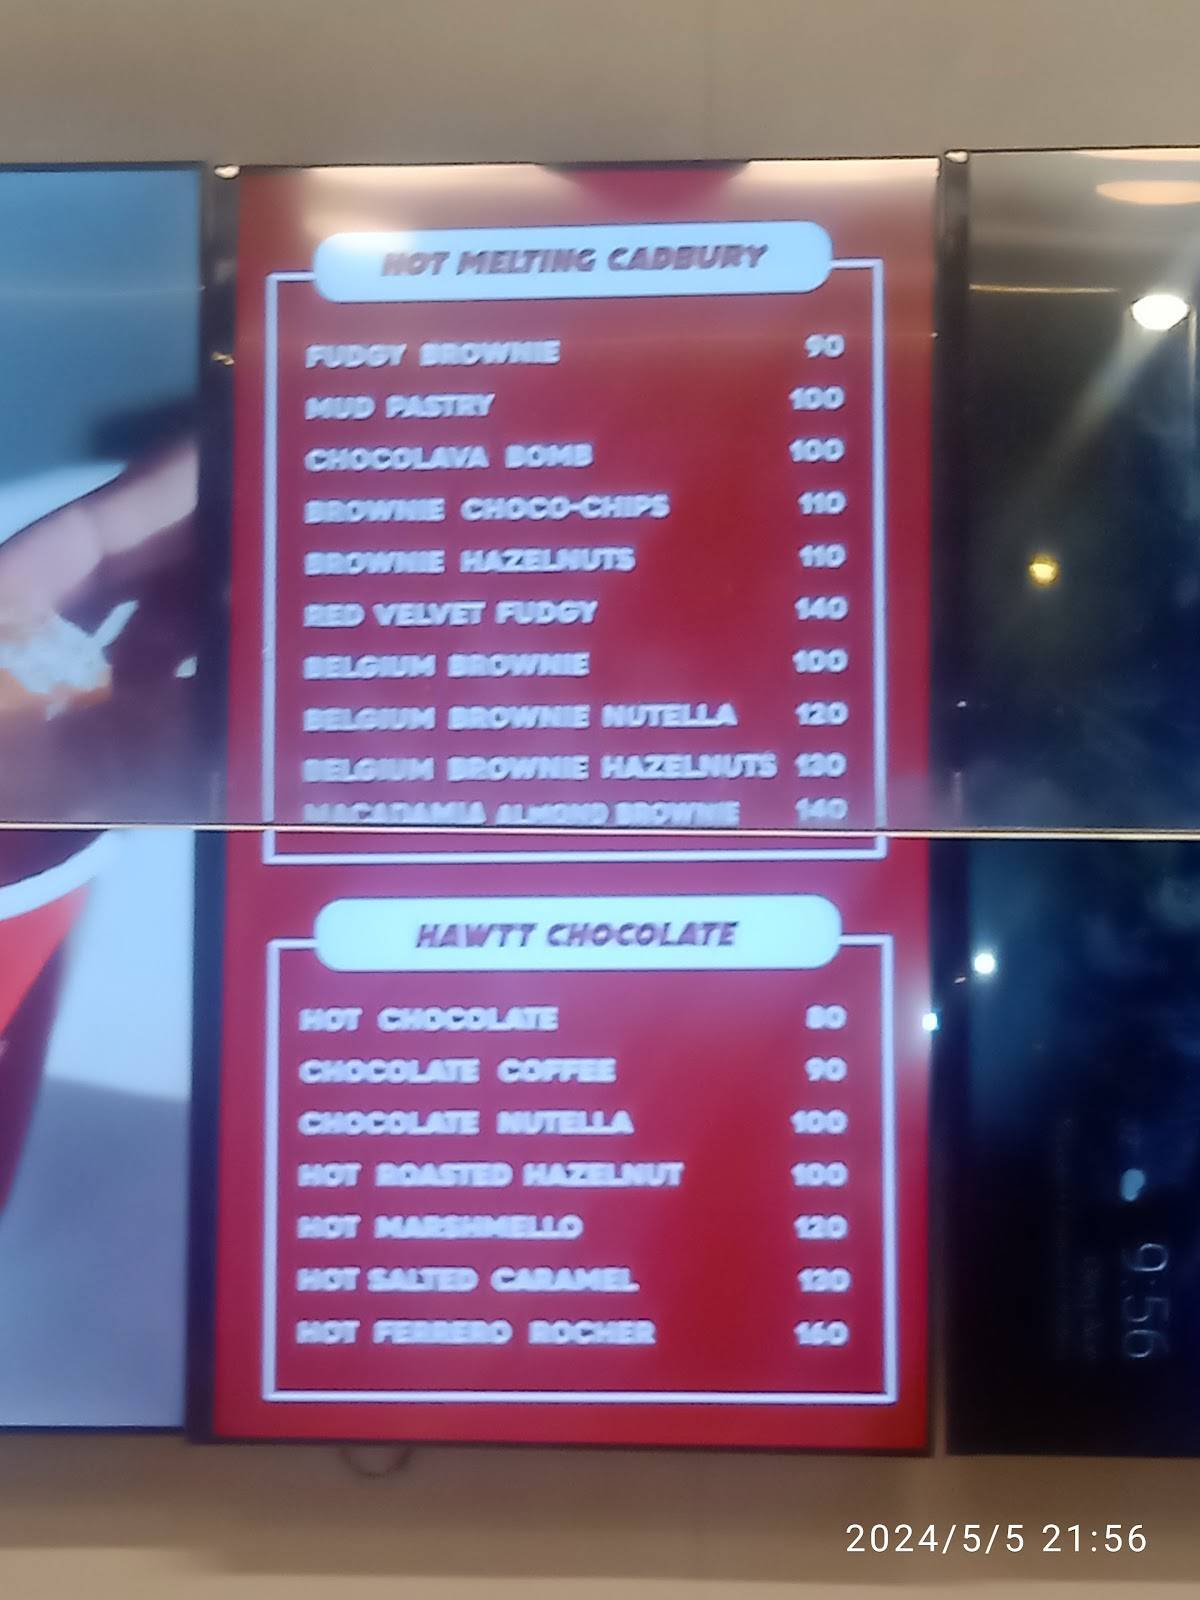 HOT MELTING CADBURY
FUDGY BROWNIE 90
MUD PASTRY 100
CHOCOLAVA BOMB 100
BROWNIE CHOCO-CHIPS 110
BROWNIE HAZELNUTS 110
RED VELVET FUDGY 140
BELGIUM BROWNIE 100
BELGIUM BROWNIE NUTELLA 120
BELGIUM BROWNIE HAZELNUTS 130
MACADAMIA ALMOND BROWNIE 140
HAWTT CHOCOLATE
HOT CHOCOLATE 80
CHOCOLATE COFFEE 90
CHOCOLATE NUTELLA 100
HOT ROASTED HAZELNUT 100
HOT MARSHMELLO 120
HOT SALTED CARAMEL 130
HOT FERRERO ROCHER 160
9:56
2024/5/5 21:56